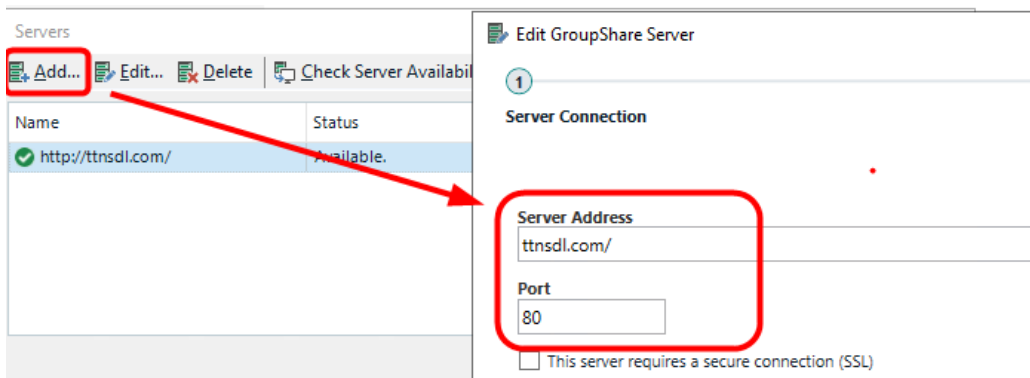 Servers
Add... Edit... Delete Check Server Availabil
Name Status
http://ttnsdl.com/ Available.
Edit GroupShare Server
1
Server Connection
Server Address
ttnsdl.com/
Port
80
This server requires a secure connection (SSL)